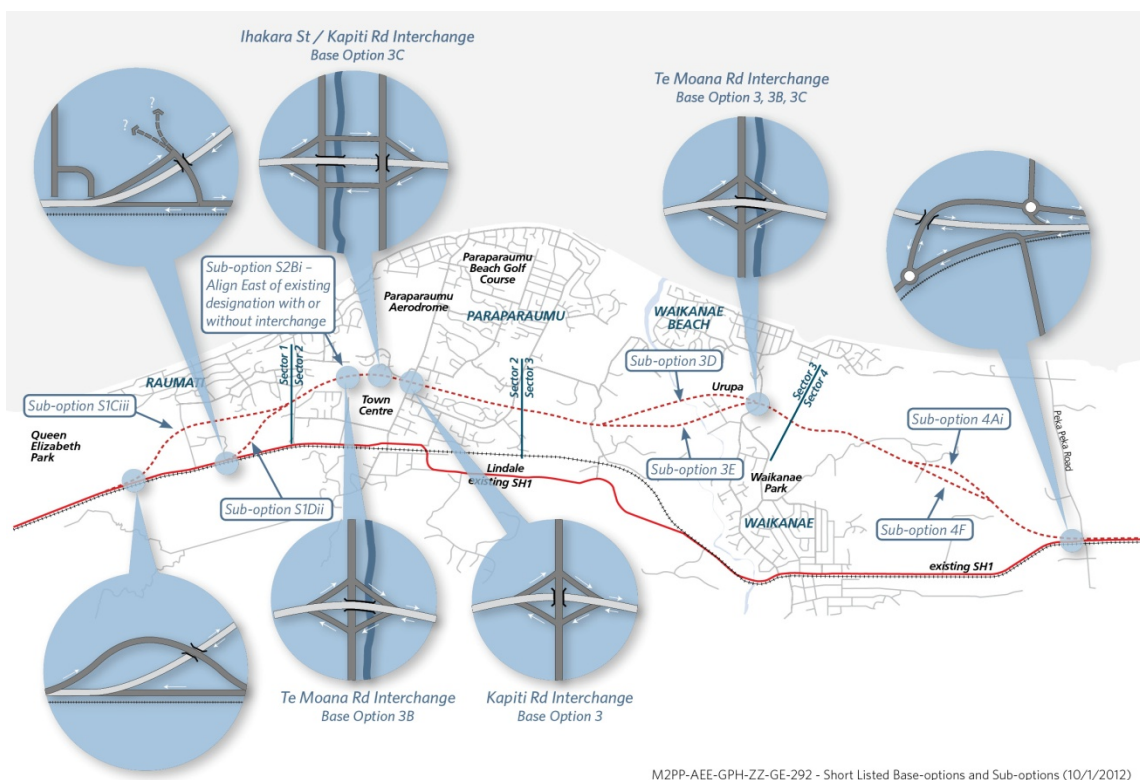 Ihakara St / Kapiti Rd Interchange
Base Option 3C
Te Moana Rd Interchange
Base Option 3, 3B, 3C
?
?
Sub-option S2Bi –
Align East of existing
designation with or
without interchange
Paraparaumu
Beach Golf
Course
Paraparaumu
Aerodrome
PARAPARAUMU
WAIKANAE
BEACH
Sector 1
Sector 2
Sector 2
Sector 3
Sector 3
Sector 4
RAUMATI
Sub-option S1Ciii
Queen
Elizabeth
Park
Town
Centre
Sub-option 3D
Urupa
Sub-option 4Ai
Peka Peka Road
Sub-option 3E
Lindale
existing SH1
Waikanae
Park
Sub-option S1Dii
WAIKANAE
Sub-option 4F
existing SH1
Te Moana Rd Interchange
Base Option 3B
Kapiti Rd Interchange
Base Option 3
M2PP-AEE-GPH-ZZ-GE-292 - Short Listed Base-options and Sub-options (10/1/2012)